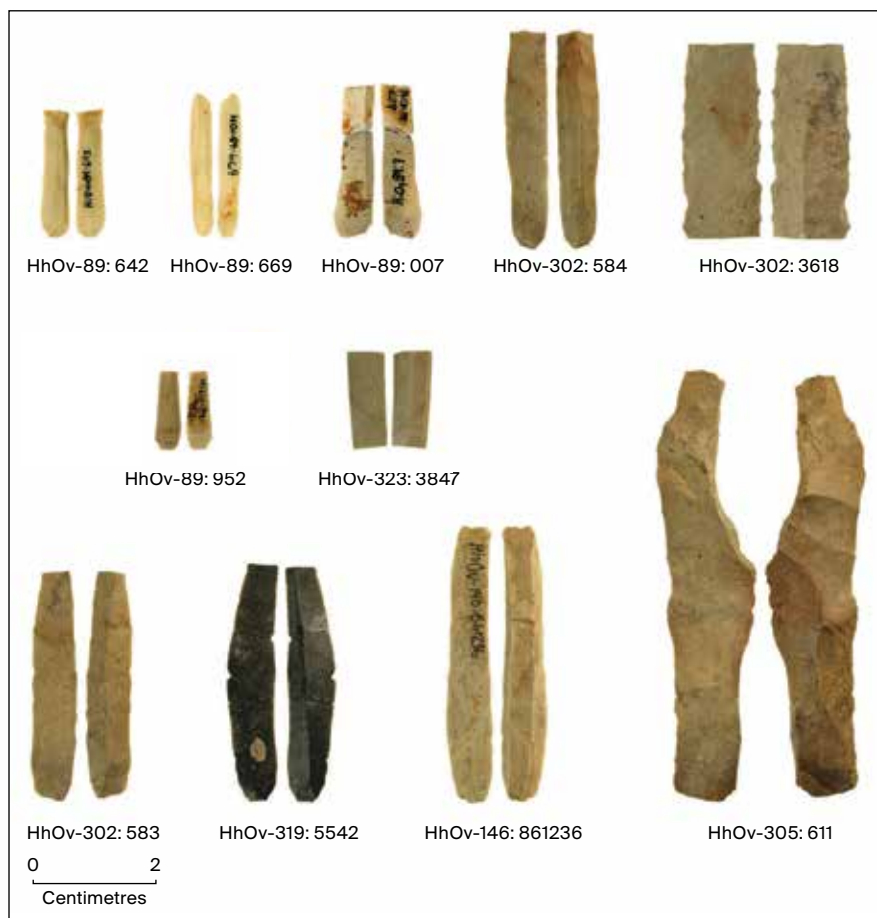 HhOv-89: 642
HhOv-89: 669
HhOv-89: 007
HhOv-302: 584
HhOv-302: 3618
HhOv-89: 952
HhOv-323: 3847
HhOv-302: 583
HhOv-319: 5542
HhOv-146: 861236
HhOv-305: 611
0 2
Centimetres